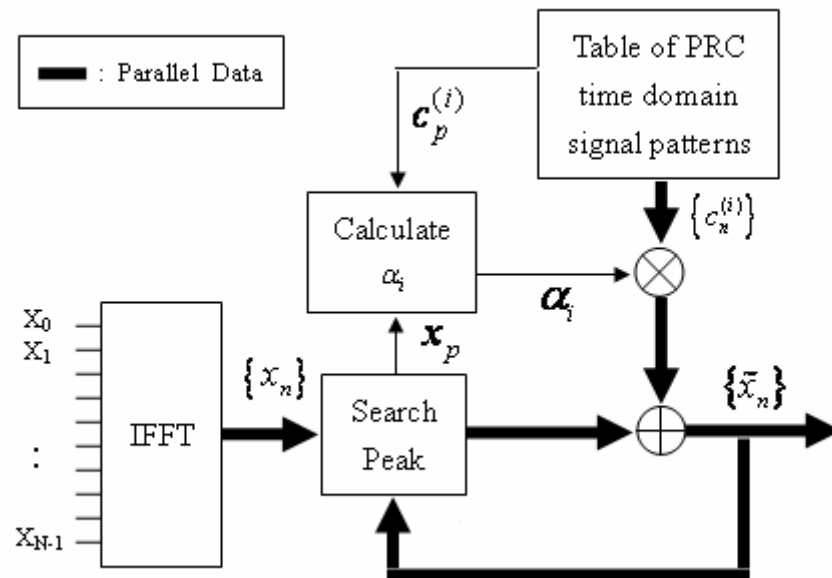 : Parallel Data
Table of PRC
time domain
signal patterns
c_p^{(i)}
{c_n^{(i)}}
Calculate
α_i
α_i
x_p
X_0
X_1
:
X_{N-1}
IFFT
{x_n}
Search
Peak
{x̃_n}